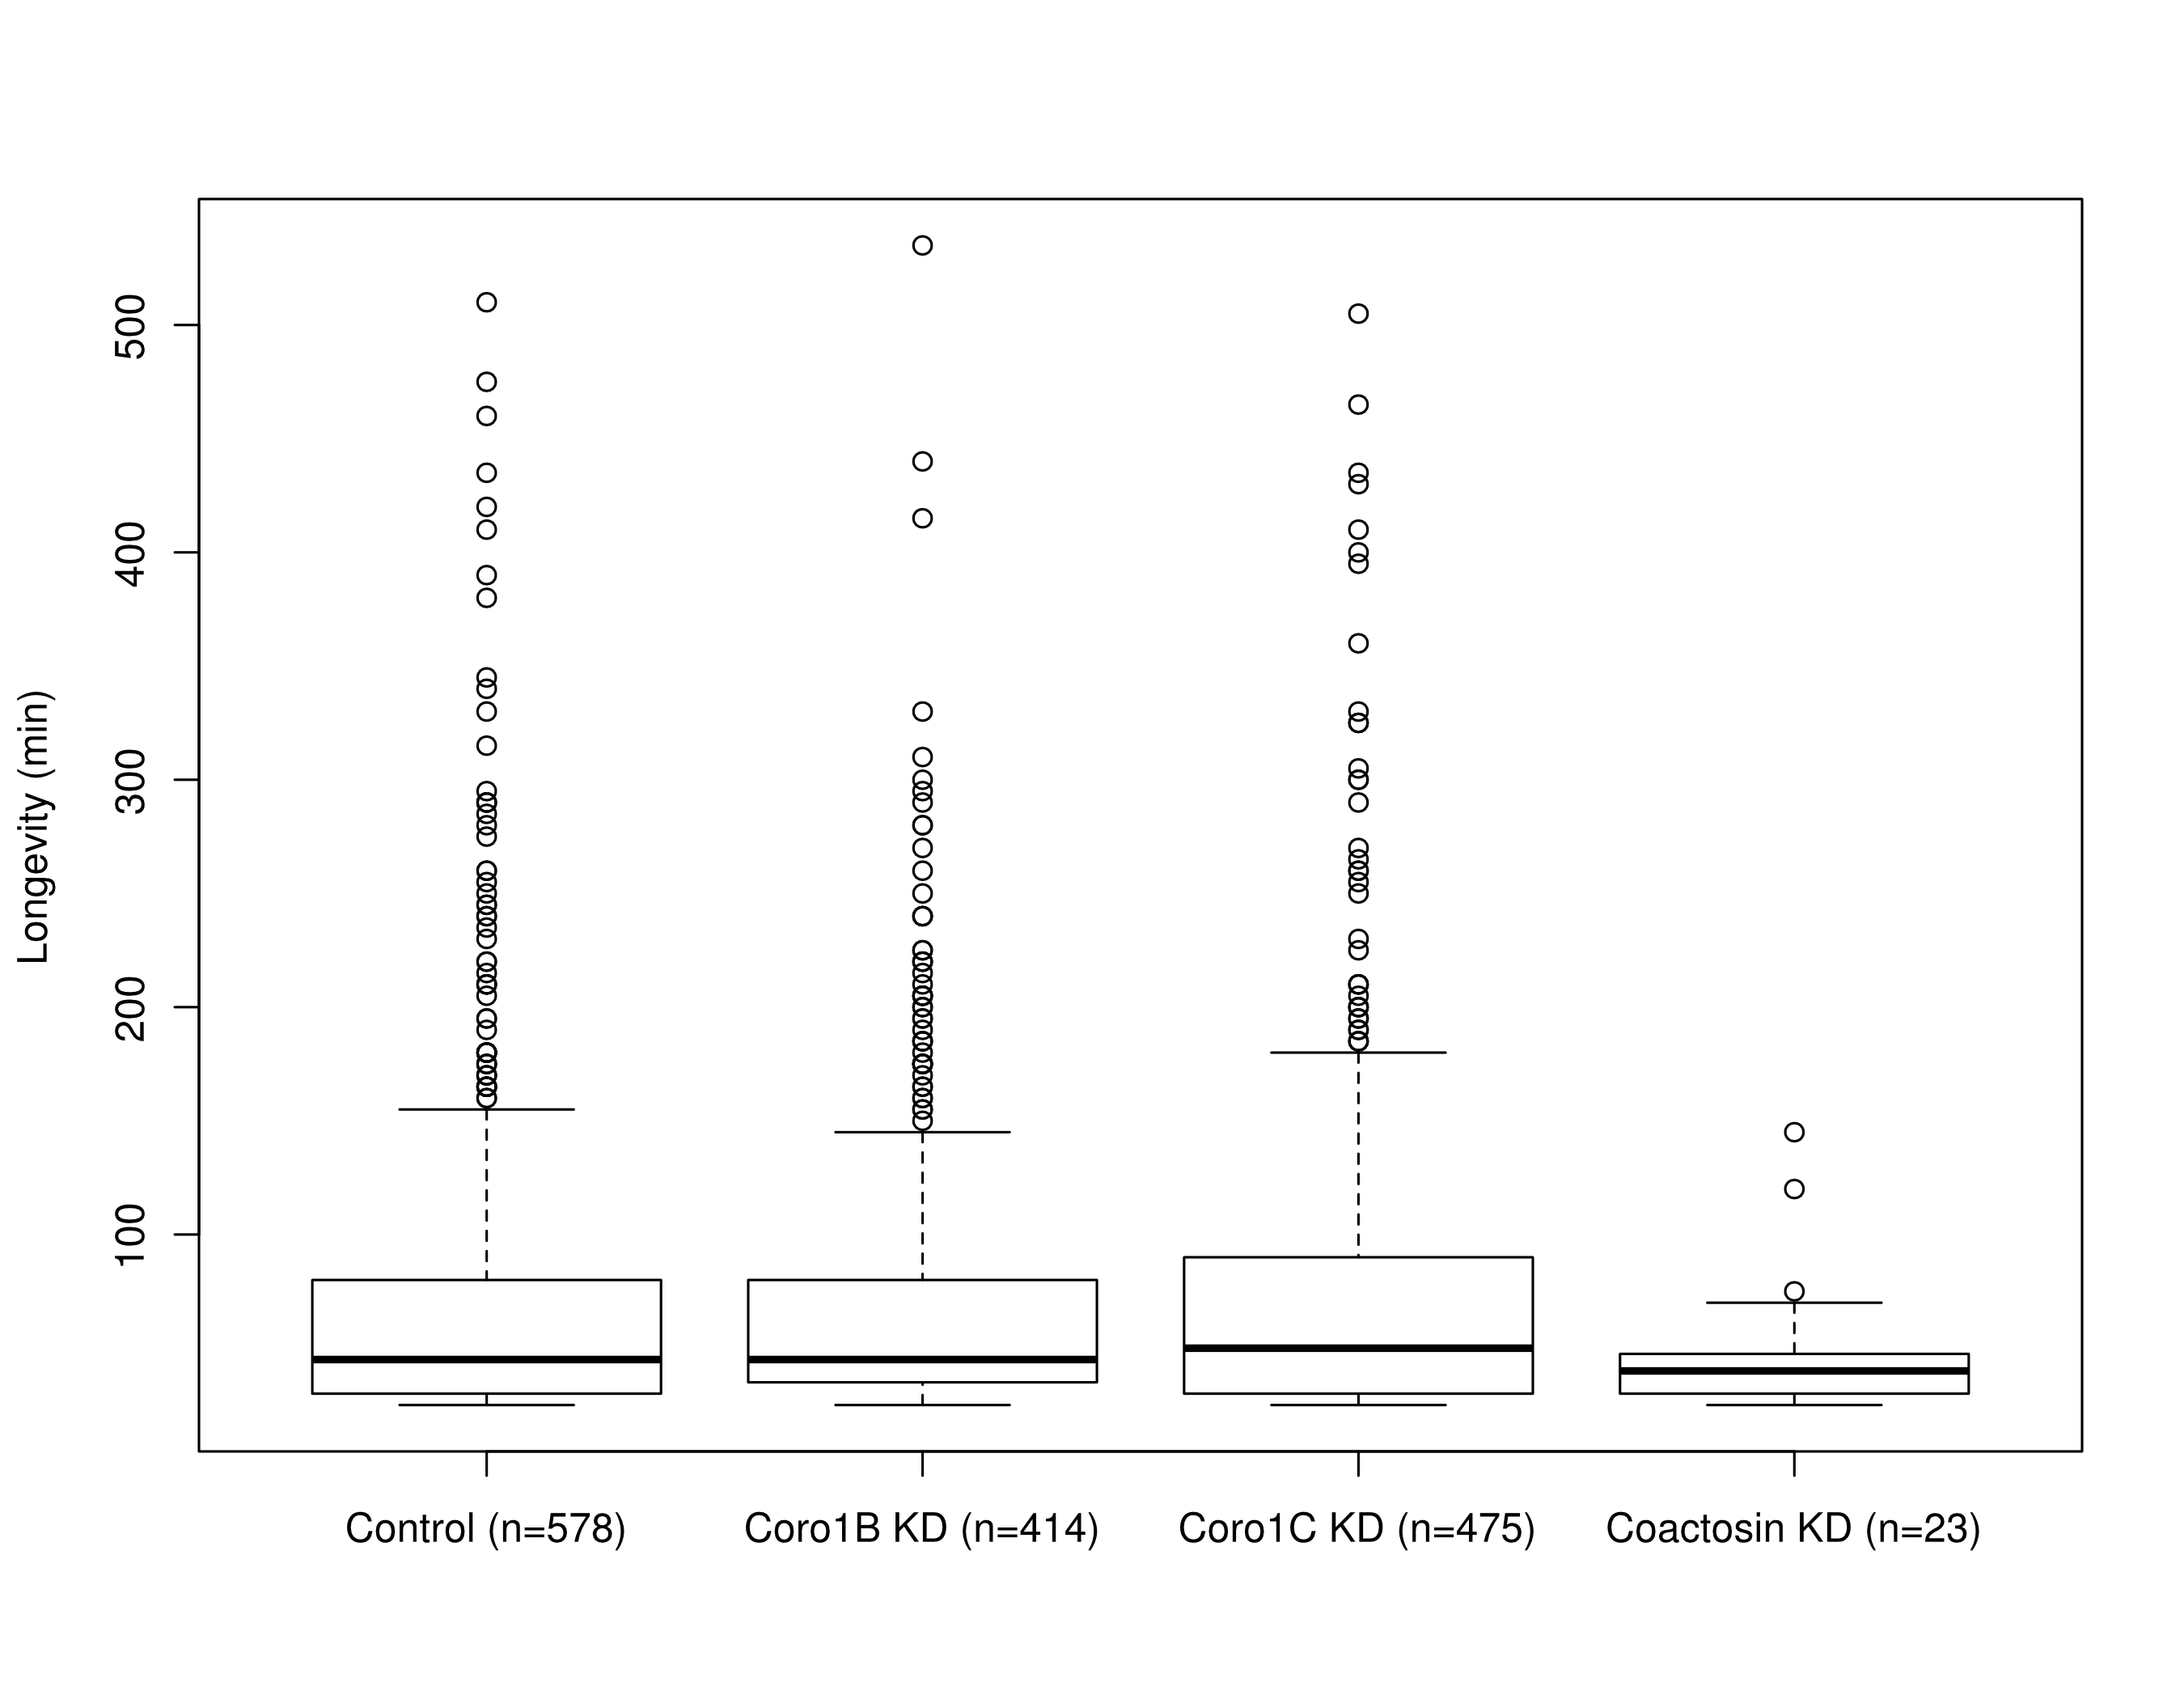 Longevity (min)
500
400
300
200
100
Control (n=578)
Coro1B KD (n=414)
Coro1C KD (n=475)
Coactosin KD (n=23)